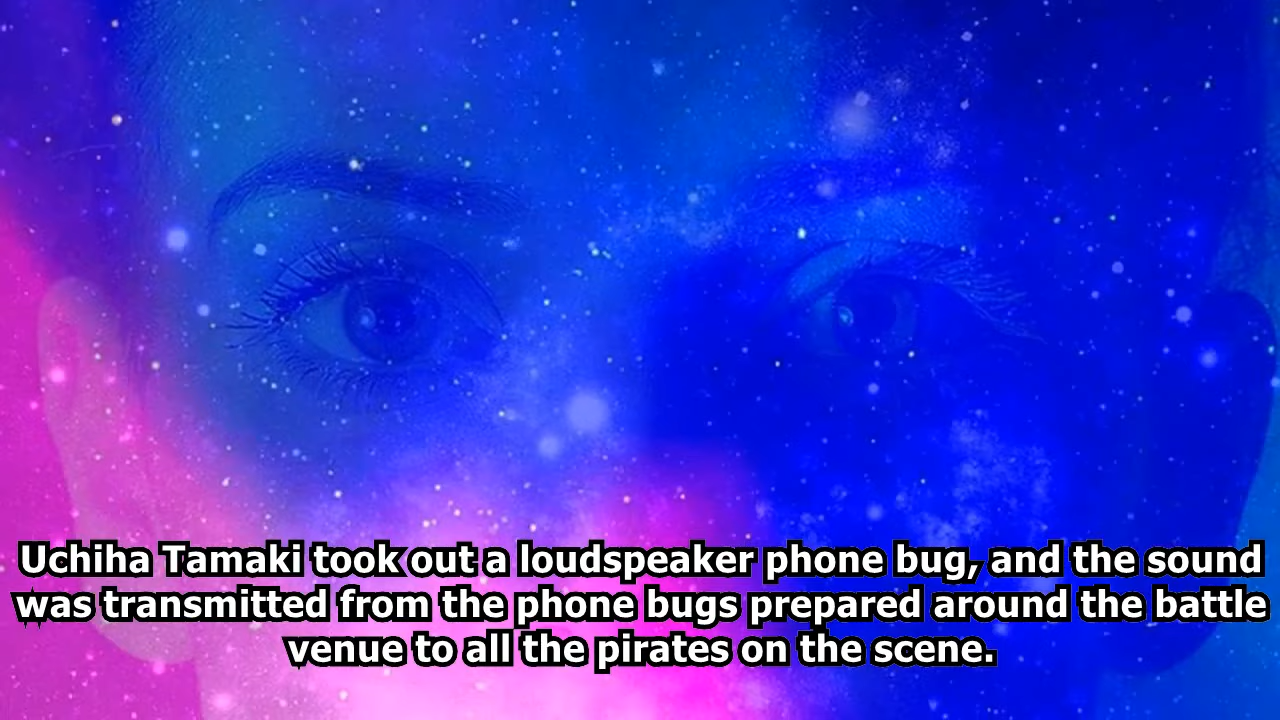 Uchiha Tamaki took out a loudspeaker phone bug, and the sound
was transmitted from the phone bugs prepared around the battle
venue to all the pirates on the scene.